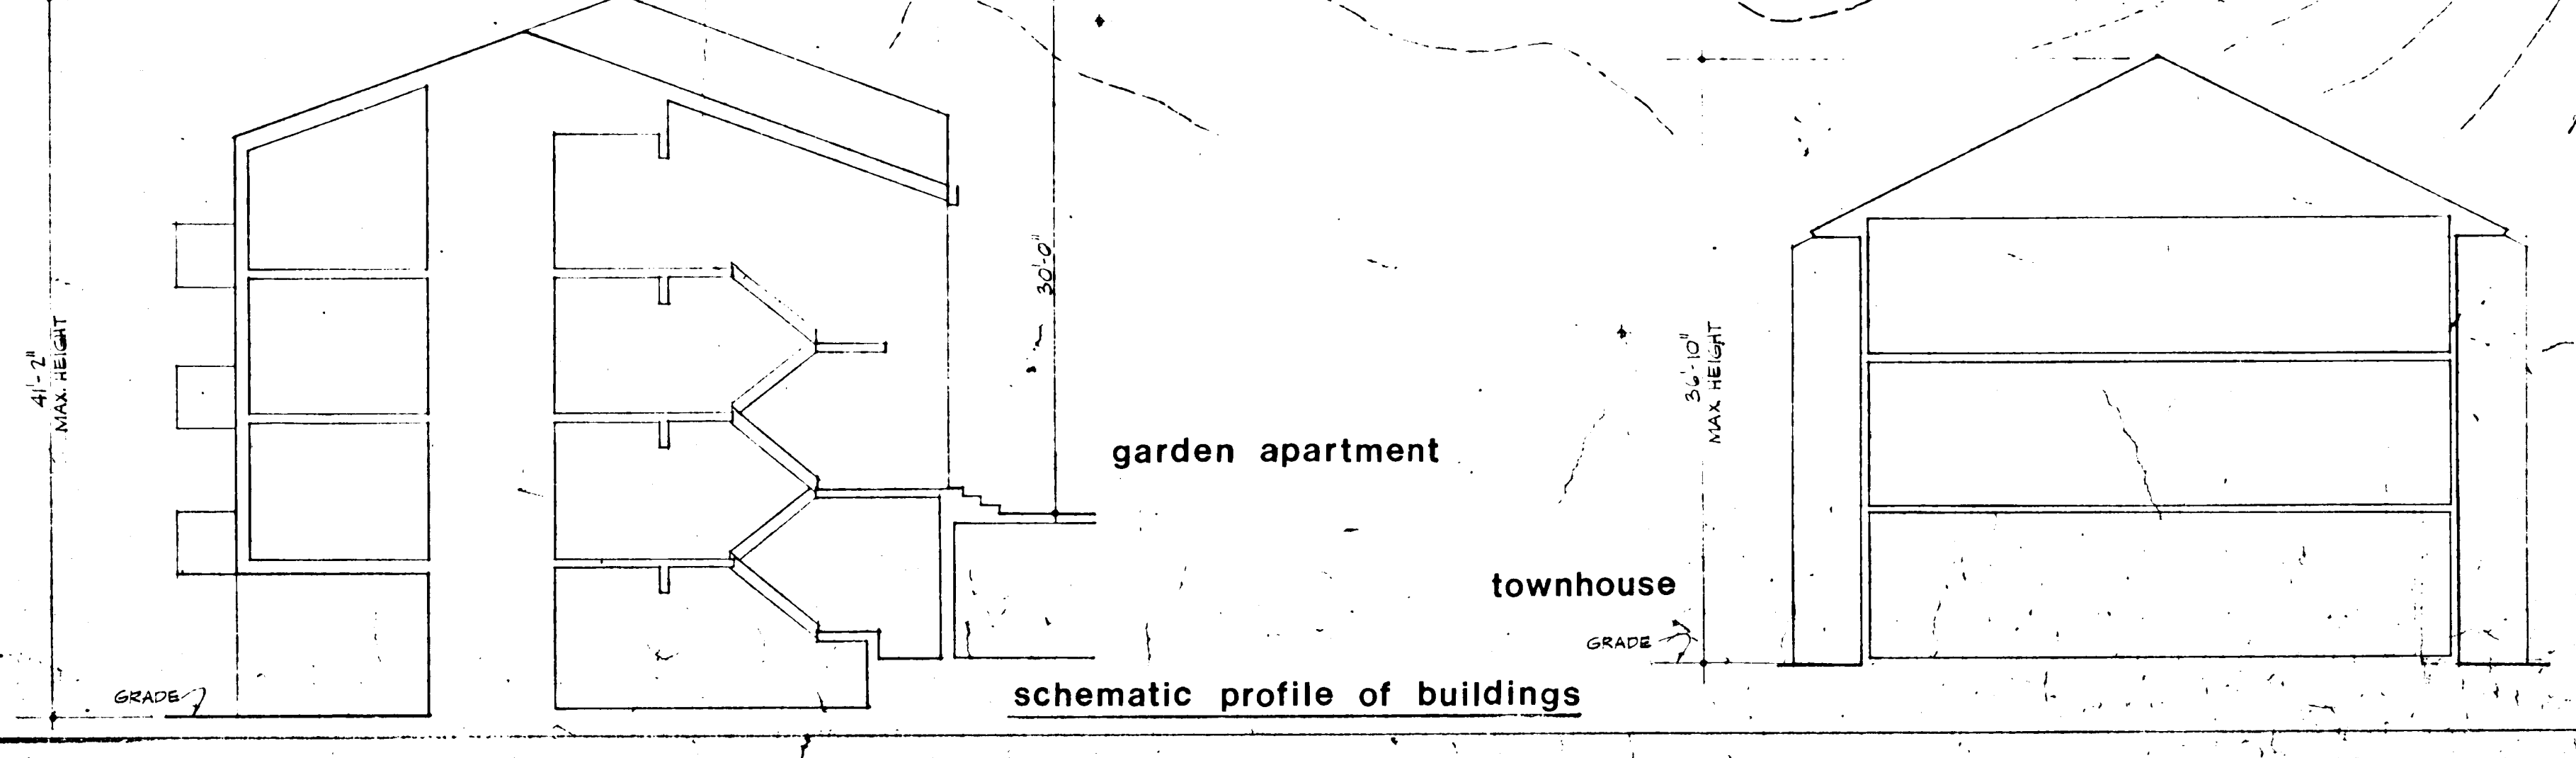 41'-2"
MAX. HEIGHT
GRADE
30'-0"
garden apartment
schematic profile of buildings
townhouse
GRADE
36'-10"
MAX. HEIGHT